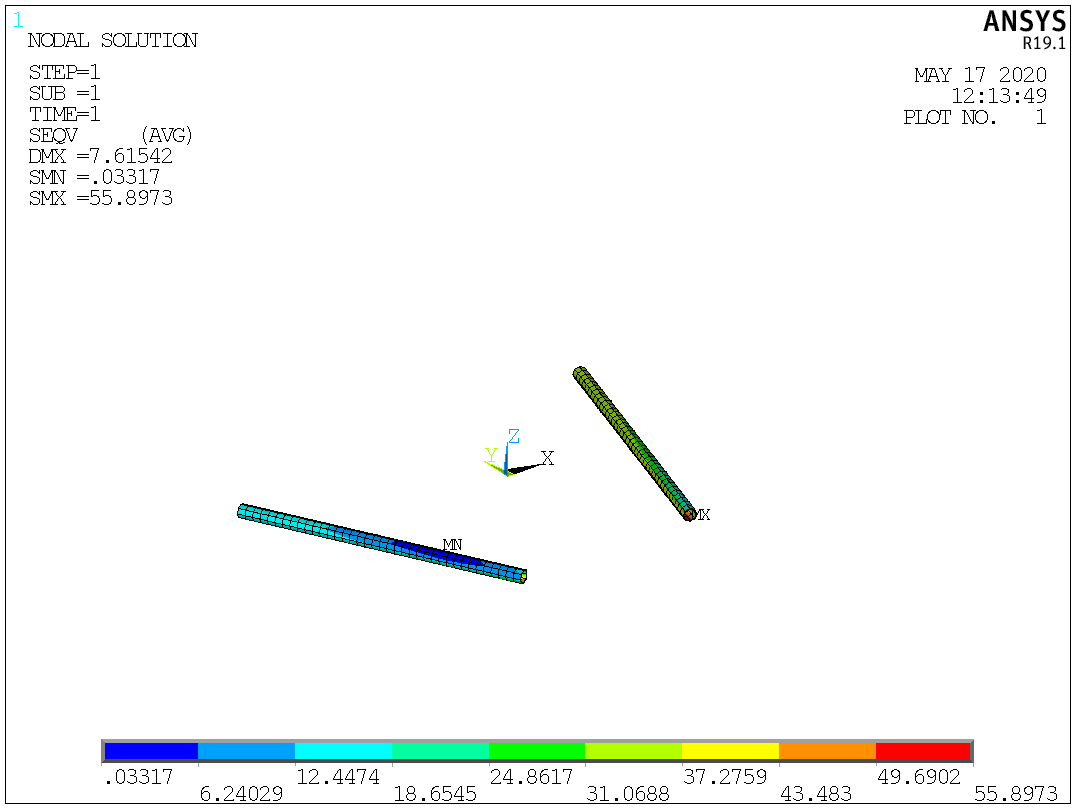 1
ANSYS
R19.1
NODAL SOLUTION
STEP=1
SUB =1
TIME=1
SEQV (AVG)
DMX =7.61542
SMN =.03317
SMX =55.8973
MAY 17 2020
12:13:49
PLOT NO. 1
Z
Y
X
MX
MN
.03317
6.24029
12.4474
18.6545
24.8617
31.0688
37.2759
43.483
49.6902
55.8973